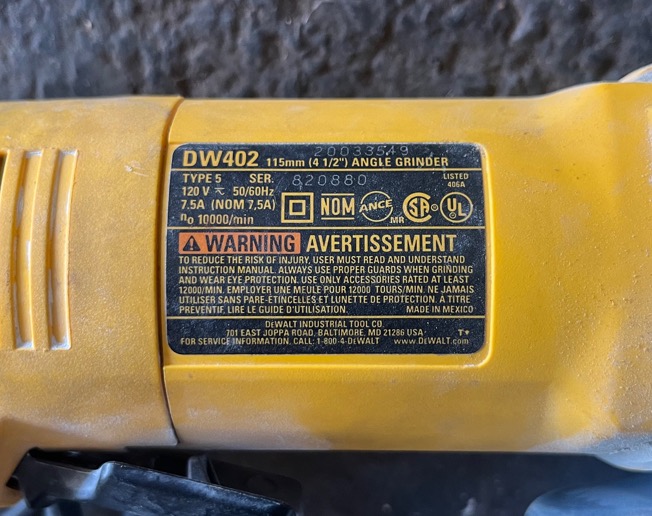 20033549
DW402 115mm (4 1/2") ANGLE GRINDER
TYPE 5 SER. 820880
120 V ⏦ 50/60Hz
7.5A (NOM 7,5A)
n₀ 10000/min
NOM ANCE MR SA UL
LISTED
406A
WARNING AVERTISSEMENT
TO REDUCE THE RISK OF INJURY, USER MUST READ AND UNDERSTAND
INSTRUCTION MANUAL. ALWAYS USE PROPER GUARDS WHEN GRINDING
AND WEAR EYE PROTECTION. USE ONLY ACCESSORIES RATED AT LEAST
12000/MIN. EMPLOYER UNE MEULE POUR 12000 TOURS/MIN. NE JAMAIS
UTILISER SANS PARE-ETINCELLES ET LUNETTE DE PROTECTION. A TITRE
PREVENTIF, LIRE LE GUIDE D'UTILISATION. MADE IN MEXICO
DEWALT INDUSTRIAL TOOL CO.
701 EAST JOPPA ROAD, BALTIMORE, MD 21286 USA T*
FOR SERVICE INFORMATION, CALL: 1-800-4-DEWALT www.DEWALT.com